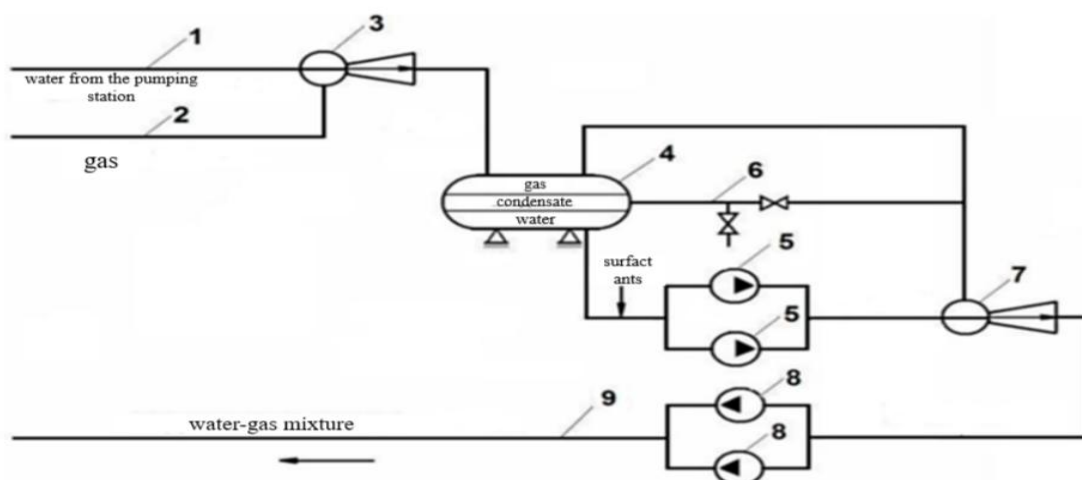 1
3
water from the pumping
station
2
gas
4
6
gas
condensate
water
surfact
ants
5
5
7
8
9
water-gas mixture
8